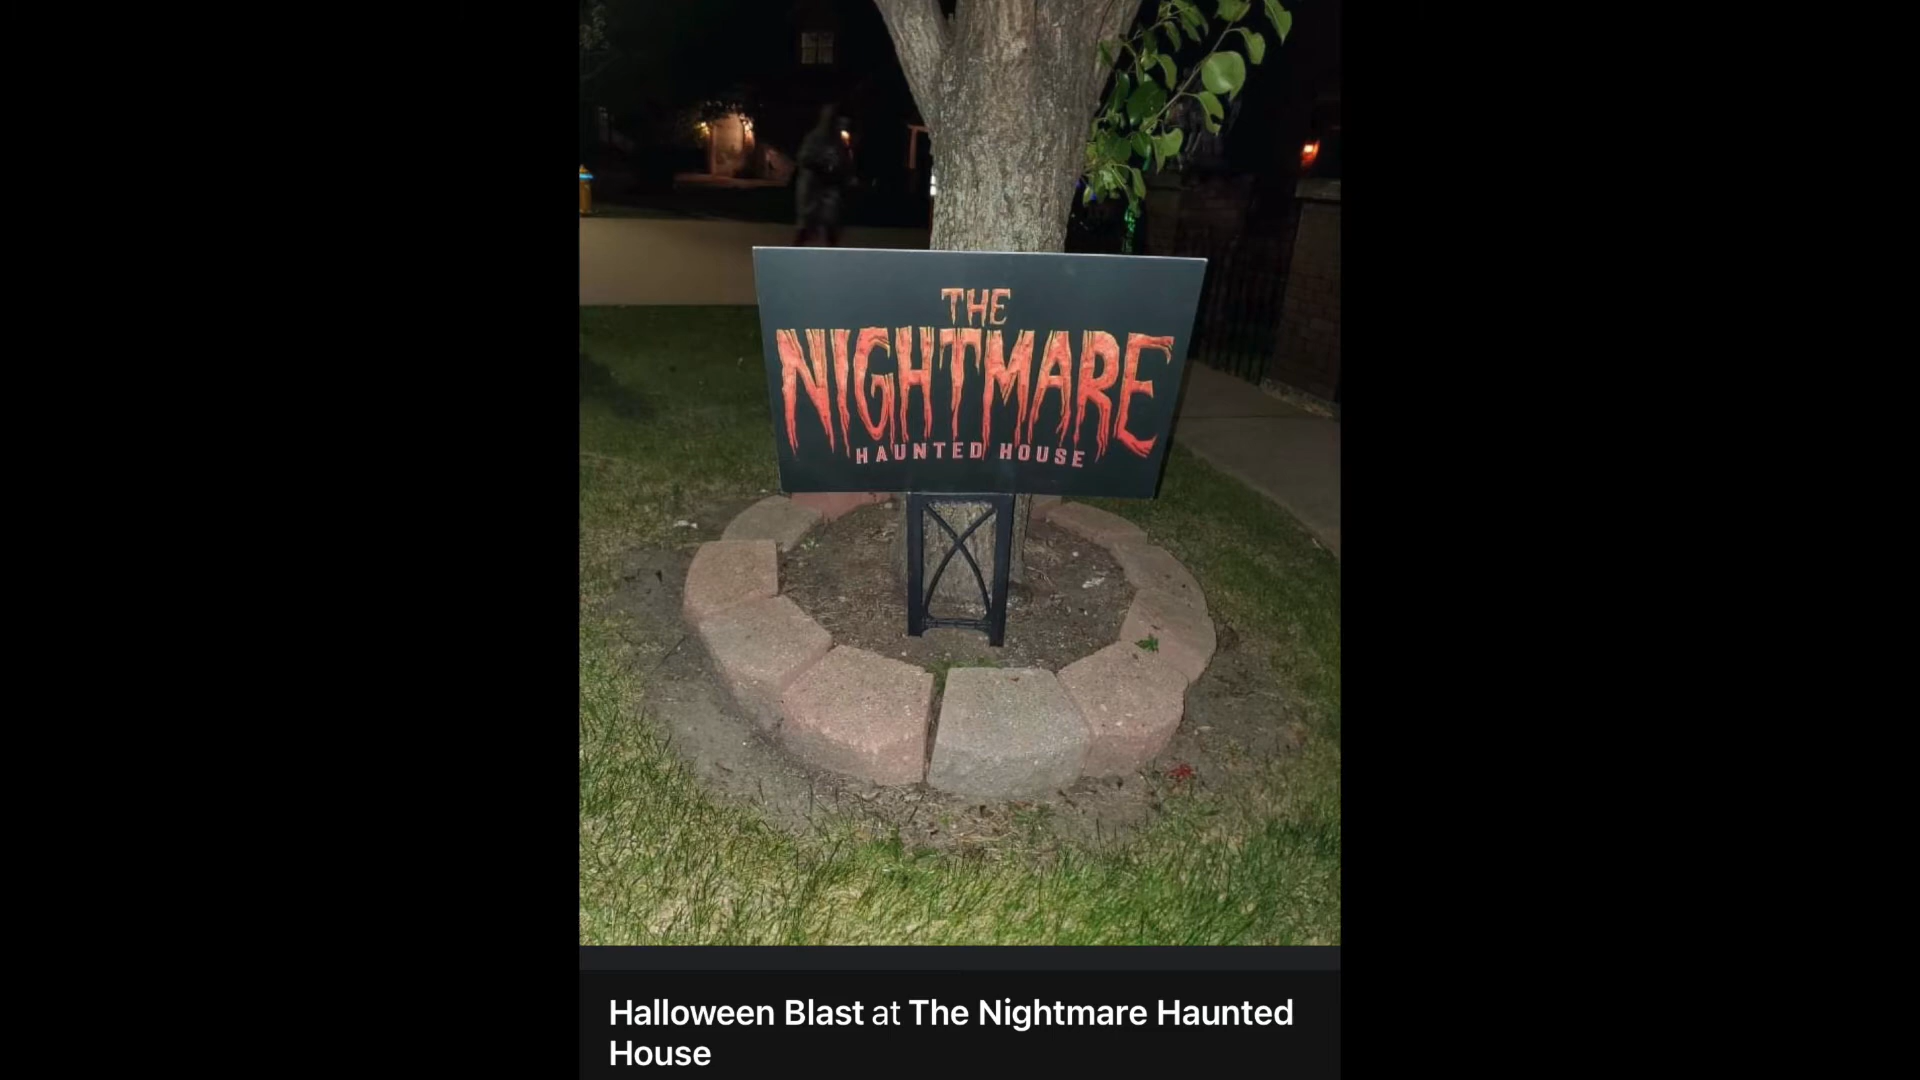 THE
NIGHTMARE
HAUNTED HOUSE
Halloween Blast at The Nightmare Haunted
House